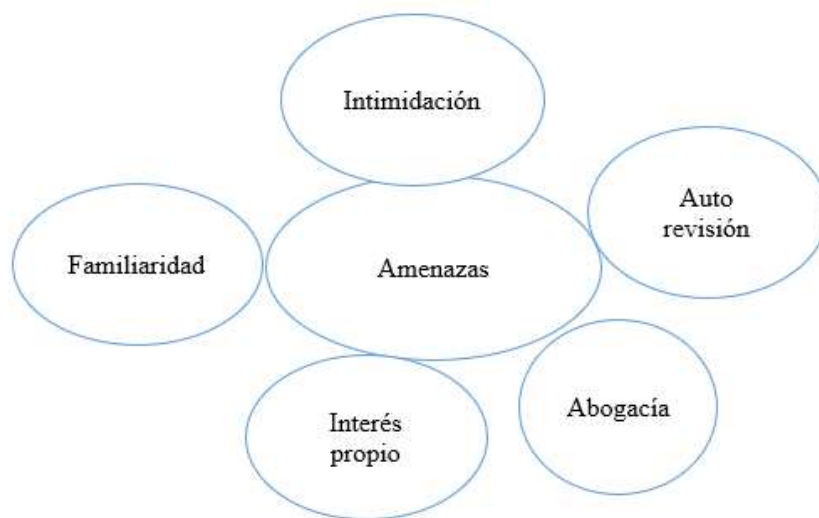 Intimidación
Auto
revisión
Familiaridad
Amenazas
Abogacía
Interés
propio